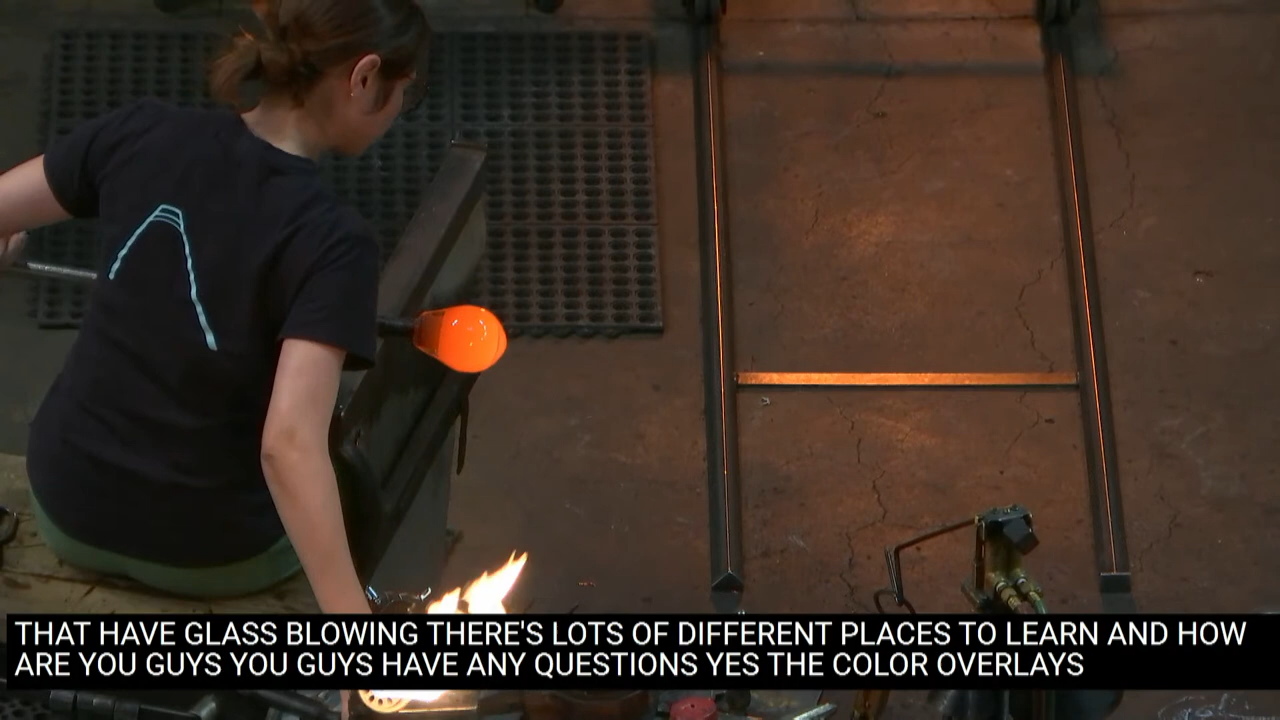 THAT HAVE GLASS BLOWING THERE'S LOTS OF DIFFERENT PLACES TO LEARN AND HOW
ARE YOU GUYS YOU GUYS HAVE ANY QUESTIONS YES THE COLOR OVERLAYS